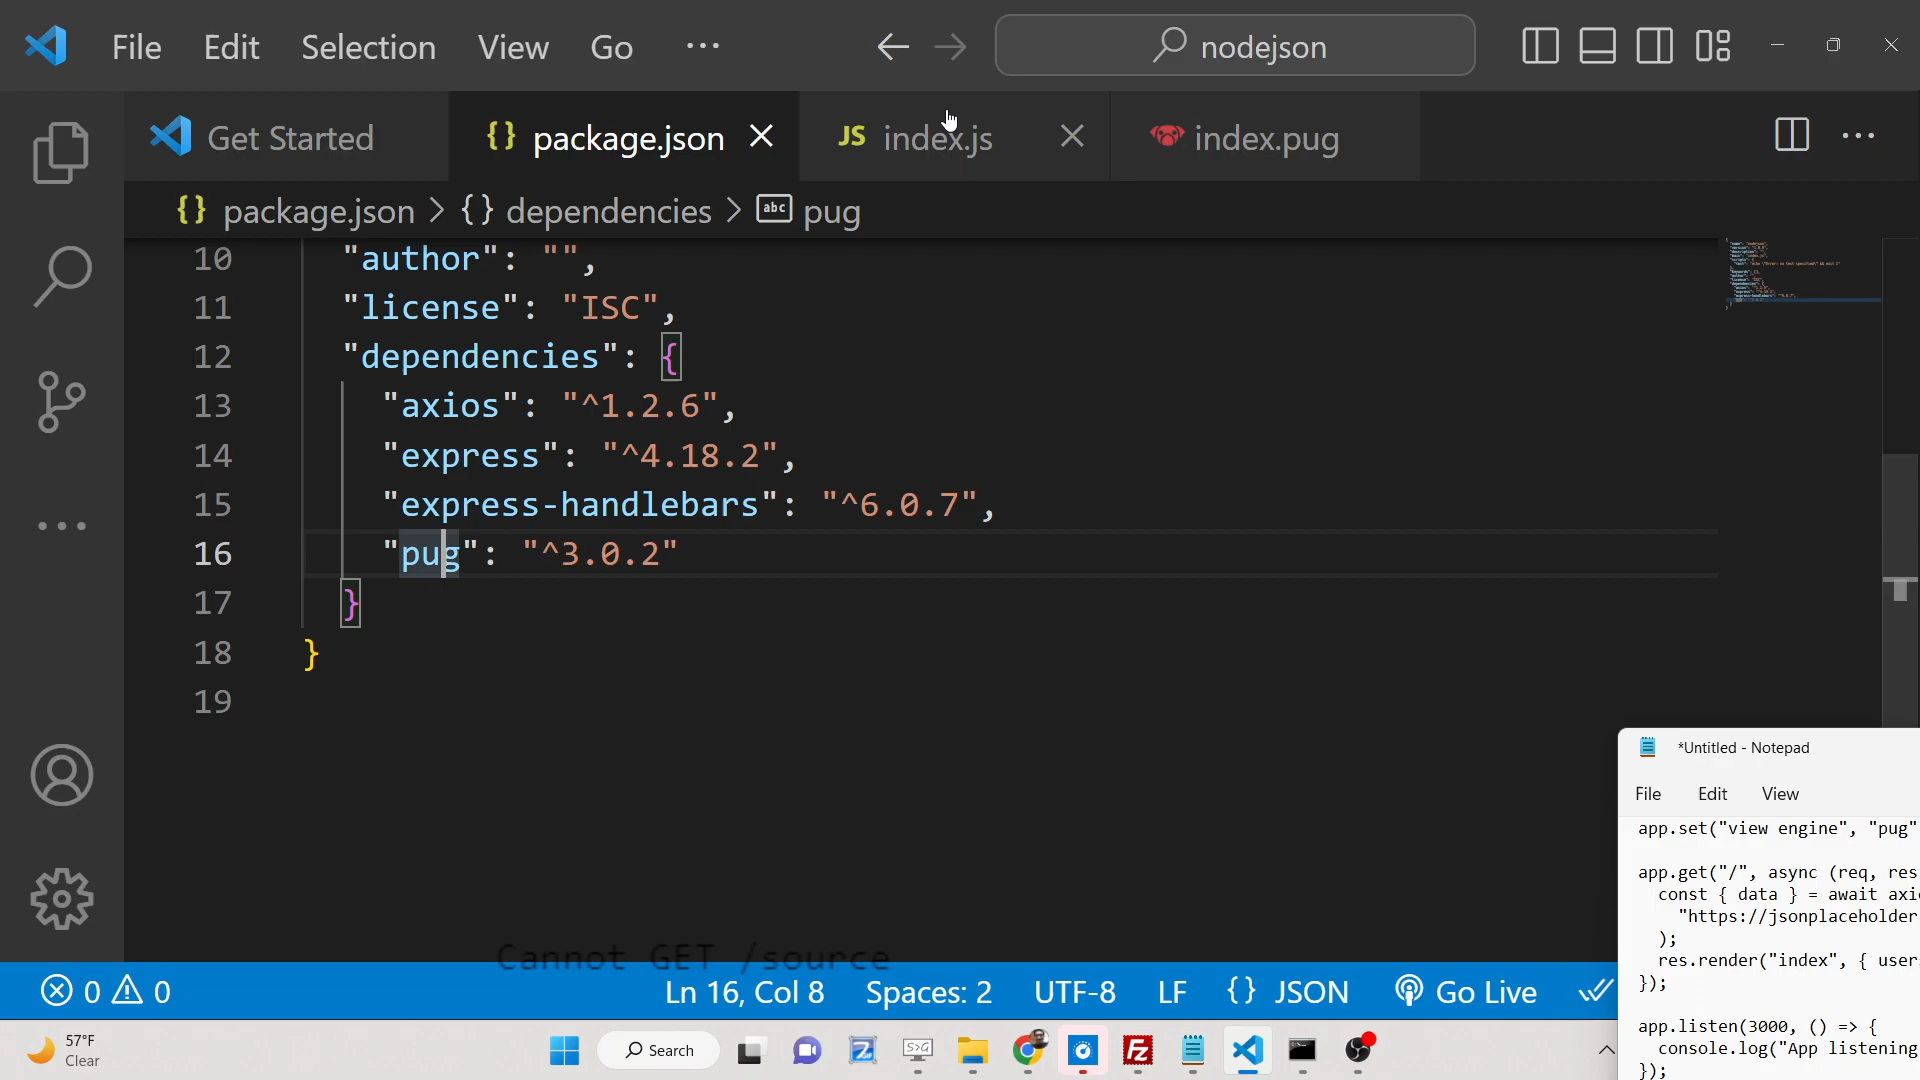 File Edit Selection View Go ··· nodejson
Get Started
{} package.json
JS index.js
index.pug
{} package.json > {} dependencies > abc pug
10 "author": "",
11 "license": "ISC",
12 "dependencies": {
13 "axios": "^1.2.6",
14 "express": "^4.18.2",
15 "express-handlebars": "^6.0.7",
16 "pug": "^3.0.2"
17 }
18 }
19
*Untitled - Notepad
File Edit View
app.set("view engine", "pug"
app.get("/", async (req, res
const { data } = await axi
"https://jsonplaceholder
);
res.render("index", { user
});
app.listen(3000, () => {
console.log("App listening
});
Cannot GET /source
0 0 Ln 16, Col 8 Spaces: 2 UTF-8 LF {} JSON Go Live
57°F
Clear
Search